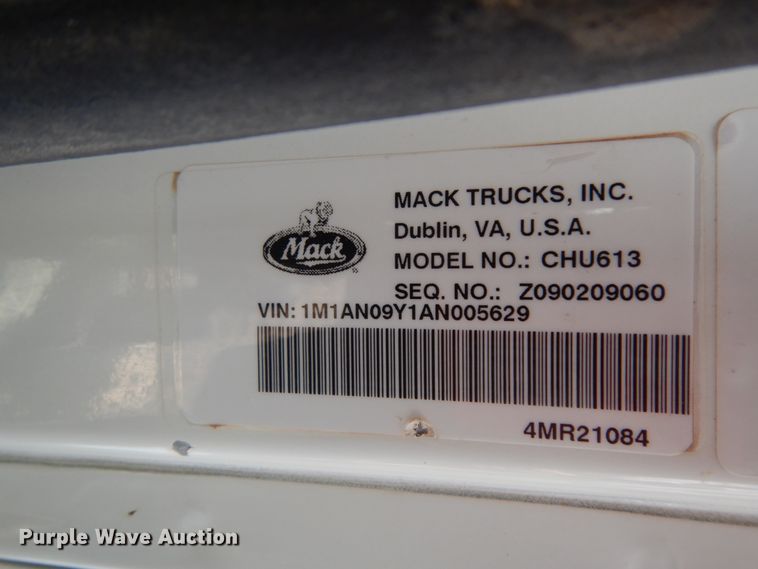 MACK TRUCKS, INC.
Dublin, VA, U.S.A.
Mack
MODEL NO.: CHU613
SEQ. NO.: Z090209060
VIN: 1M1AN09Y1AN005629
4MR21084
Purple Wave Auction